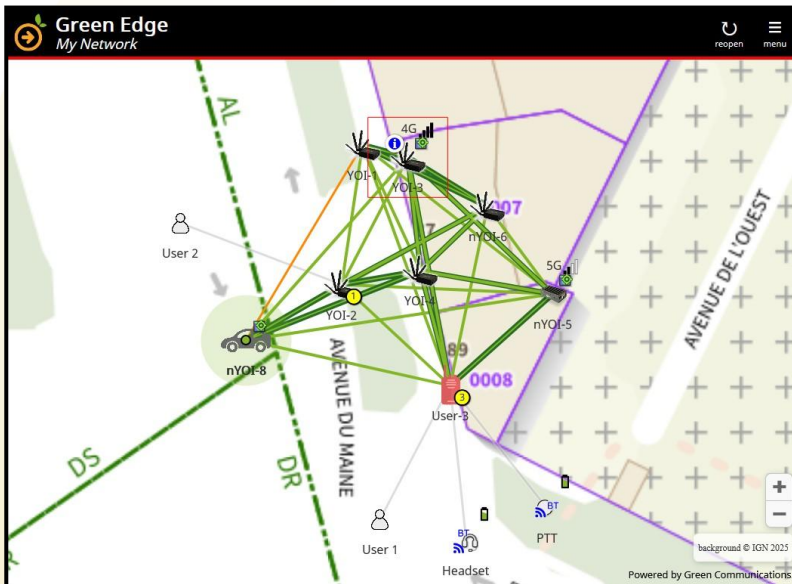 Green Edge
My Network
reopen
menu
AL
4G
i
YOI-1
YOI-3
007
7
nYOI-6
User 2
5G
YOI-4
YOI-2
1
nYOI-5
nYOI-8
AVENUE DE L'OUEST
AVENUE DU MAINE
89
0008
3
User-3
DS
DR
R
BT
PTT
User 1
BT
Headset
+
−
background © IGN 2025
Powered by Green Communications